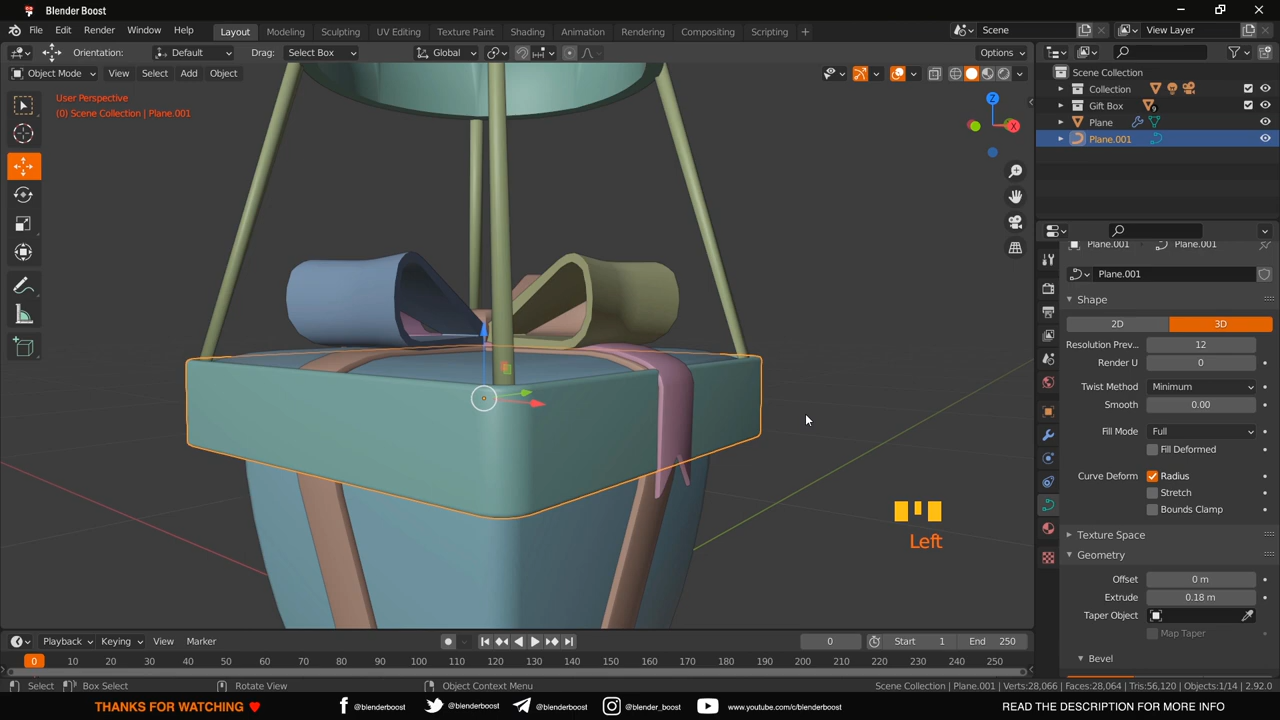 Blender Boost
File Edit Render Window Help
Layout Modeling Sculpting UV Editing Texture Paint Shading Animation Rendering Compositing Scripting +
Scene View Layer
Orientation: Default Drag: Select Box Global Options
Object Mode View Select Add Object
User Perspective
(0) Scene Collection | Plane.001
Z
X
Scene Collection
Collection
Gift Box 9
Plane
Plane.001
Plane.001 Plane.001
Plane.001
Shape
2D 3D
Resolution Prev... 12
Render U 0
Twist Method Minimum
Smooth 0.00
Fill Mode Full
Fill Deformed
Curve Deform Radius
Stretch
Bounds Clamp
Texture Space
Geometry
Offset 0 m
Extrude 0.18 m
Taper Object
Map Taper
Bevel
Left
Playback Keying View Marker 0 Start 1 End 250
0 10 20 30 40 50 60 70 80 90 100 110 120 130 140 150 160 170 180 190 200 210 220 230 240 250
Select Box Select Rotate View Object Context Menu Scene Collection | Plane.001 | Verts:28,066 | Faces:28,064 | Tris:56,120 | Objects:1/14 | 2.92.0
THANKS FOR WATCHING @blenderboost @blenderboost @blenderboost @blender_boost www.youtube.com/c/blenderboost READ THE DESCRIPTION FOR MORE INFO